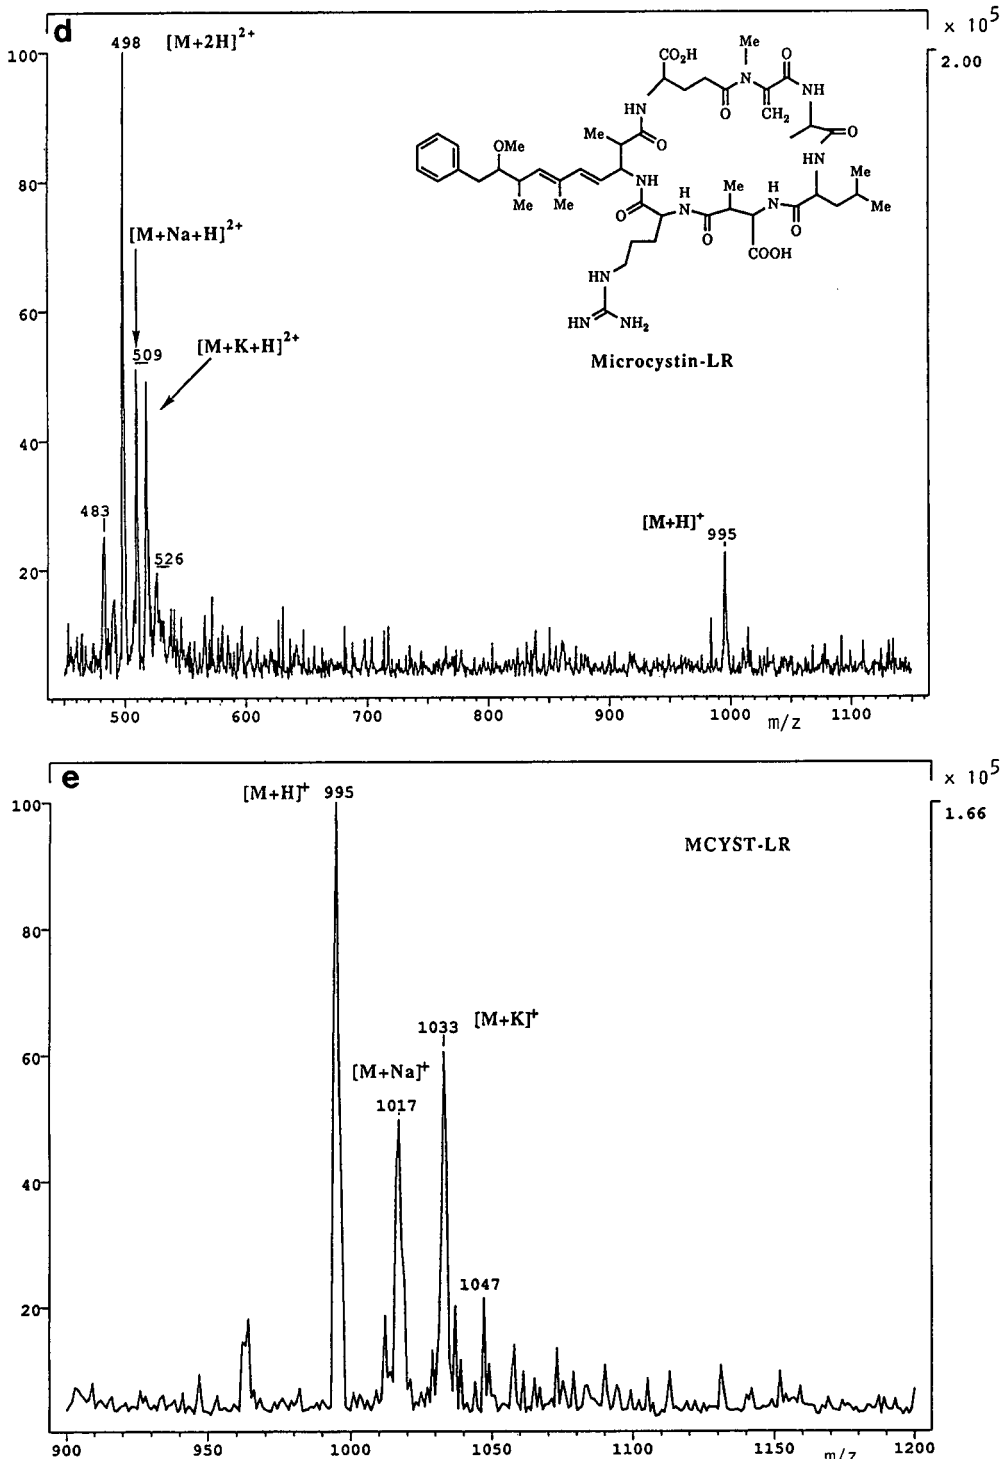 d
498 [M+2H]2+
x 10^5
2.00
100
80
60
40
20
[M+Na+H]2+
509
[M+K+H]2+
483
526
[M+H]+
995
CO2H
Me
N
O
NH
O
CH2
HN
O
Me
OMe
NH
O
HN
Me
Me
Me
H
N
Me
H
N
Me
O
O
O
COOH
HN
HN
NH2
Microcystin-LR
500
600
700
800
900
1000
1100
m/z
e
[M+H]+ 995
x 10^5
1.66
MCYST-LR
100
80
60
40
20
1033
[M+K]+
[M+Na]+
1017
1047
900
950
1000
1050
1100
1150
1200
m/z